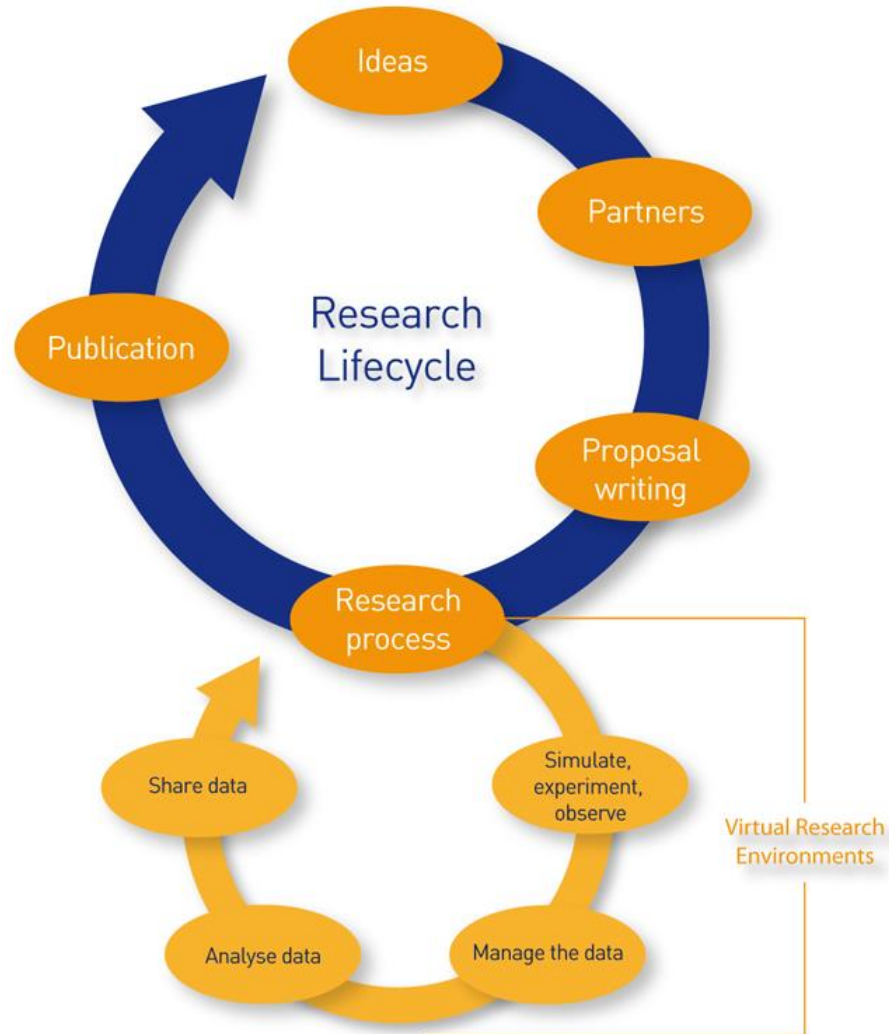 Ideas
Partners
Research
Lifecycle
Publication
Proposal
writing
Research
process
Simulate,
experiment,
observe
Share data
Virtual Research
Environments
Manage the data
Analyse data